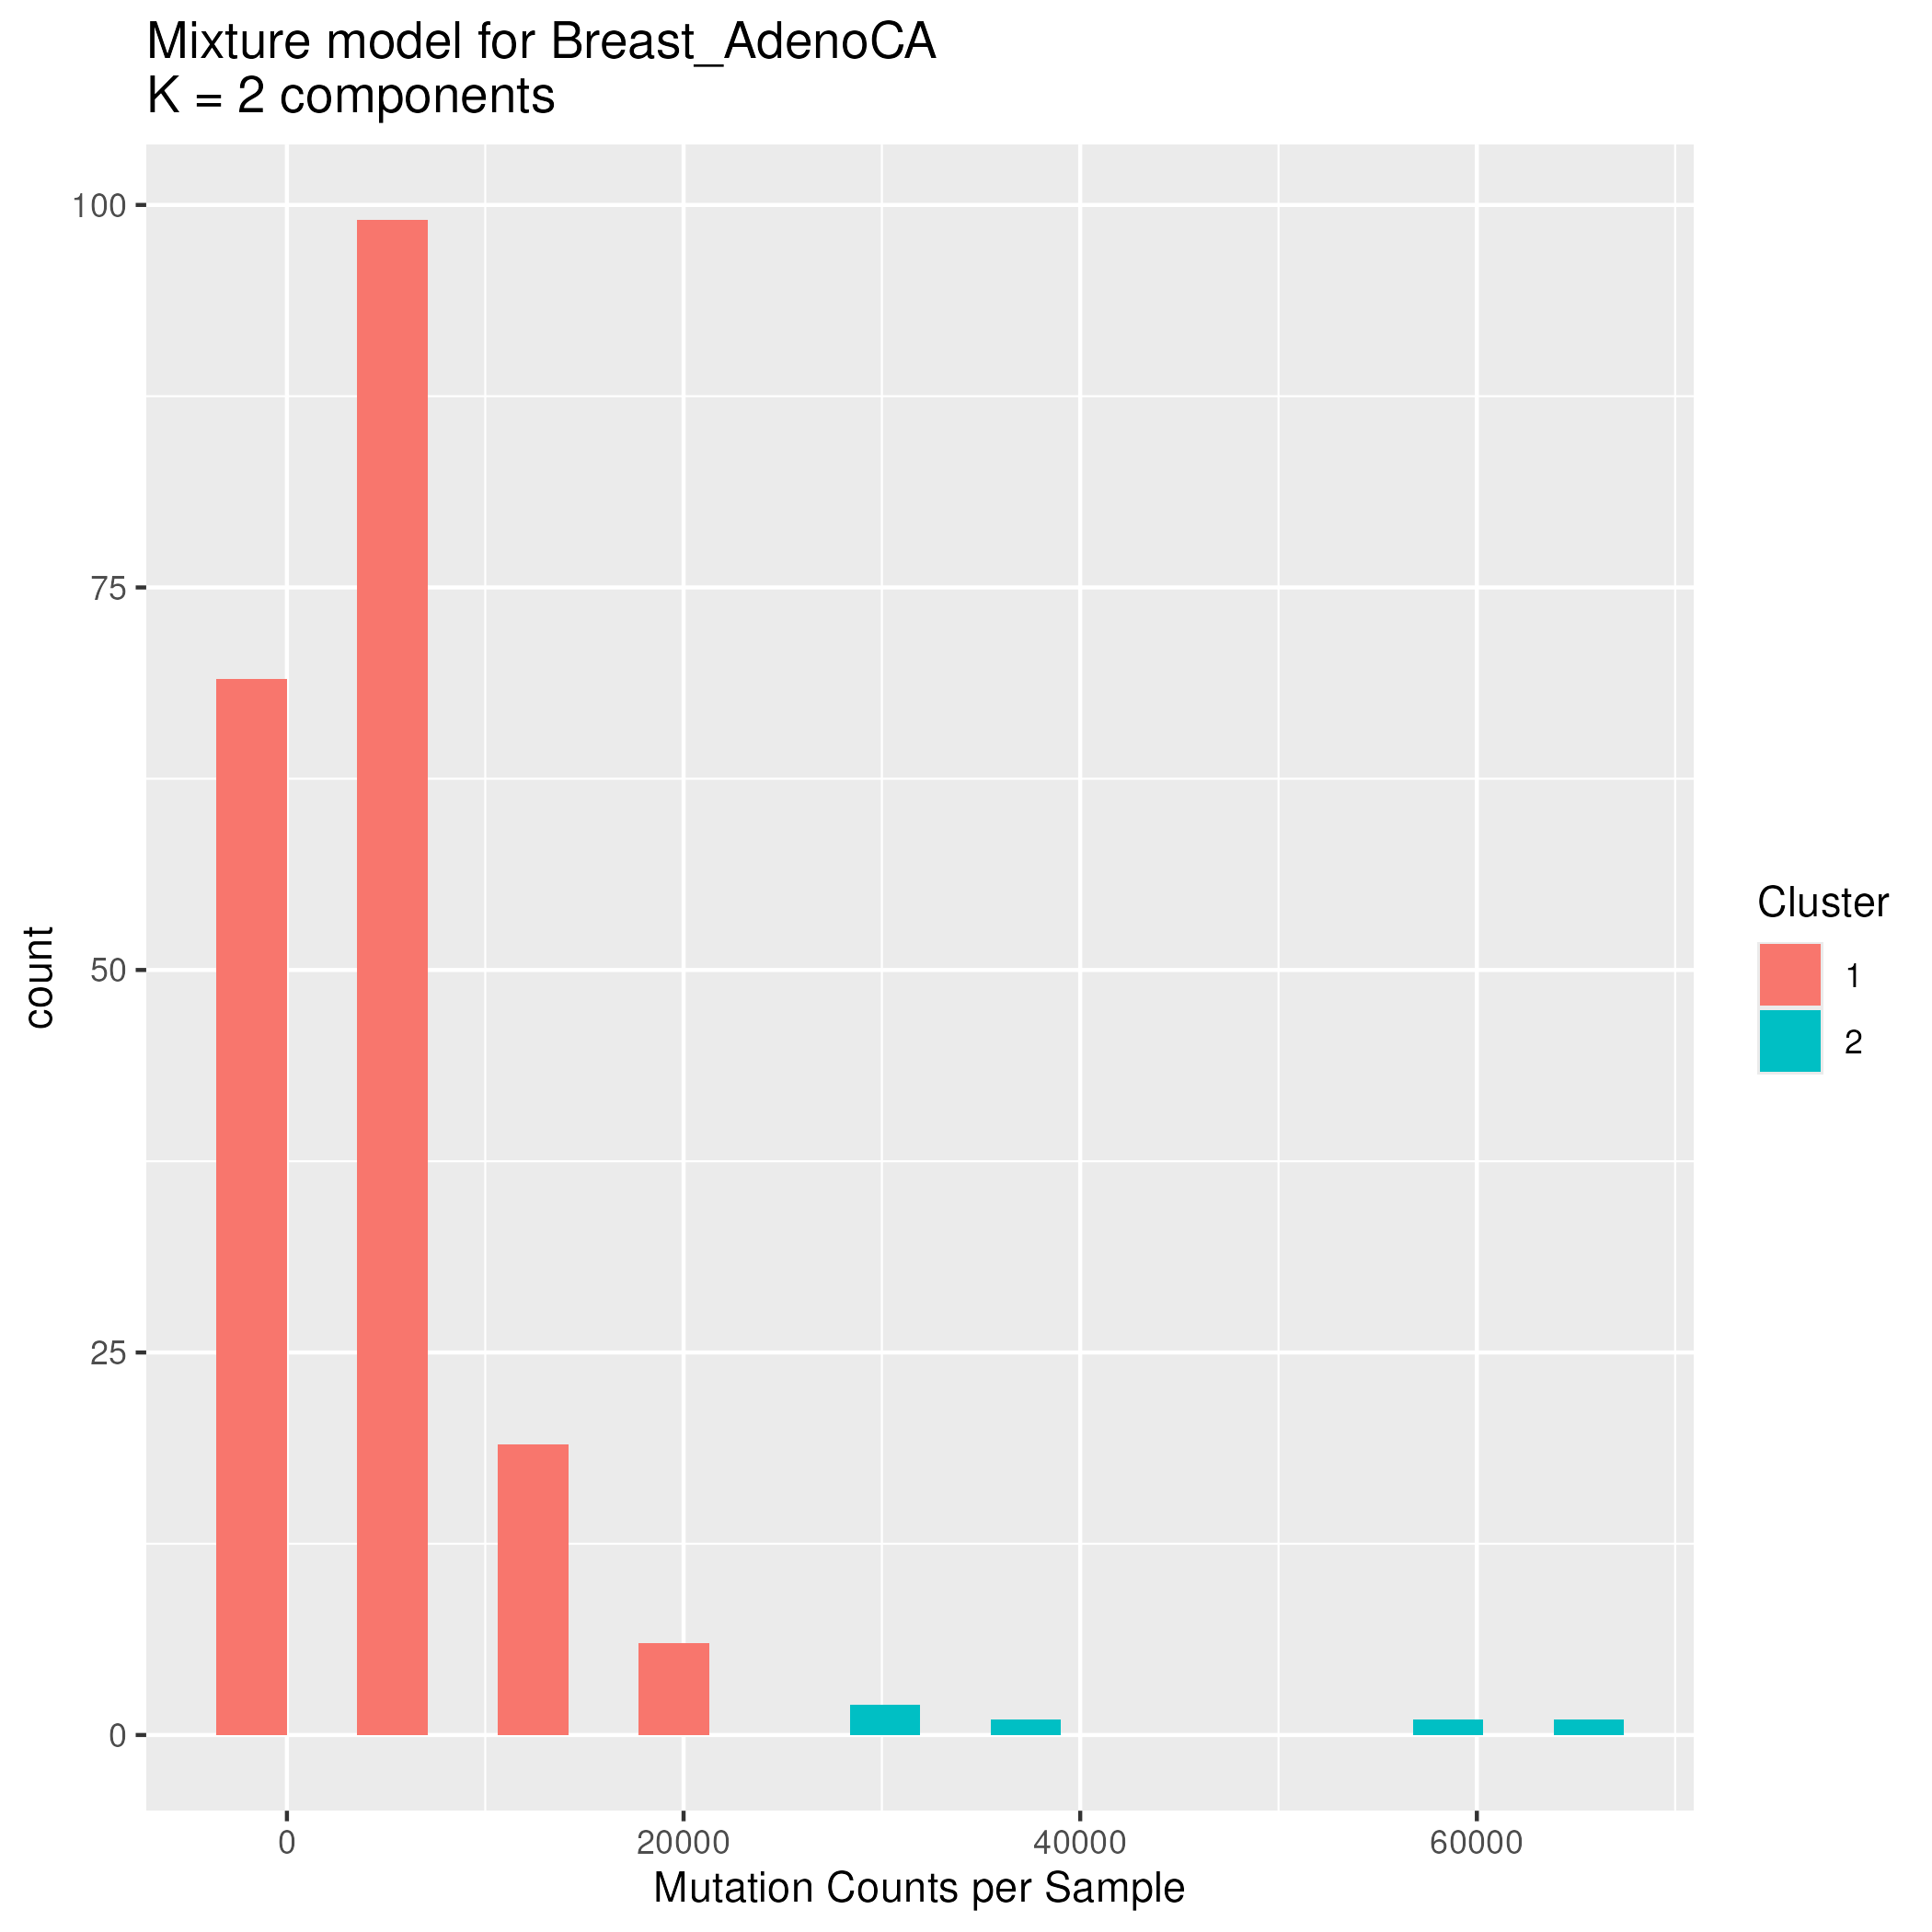 Mixture model for Breast_AdenoCA
K = 2 components
100
75
50
25
0
count
0
20000
40000
60000
Mutation Counts per Sample
Cluster
1
2